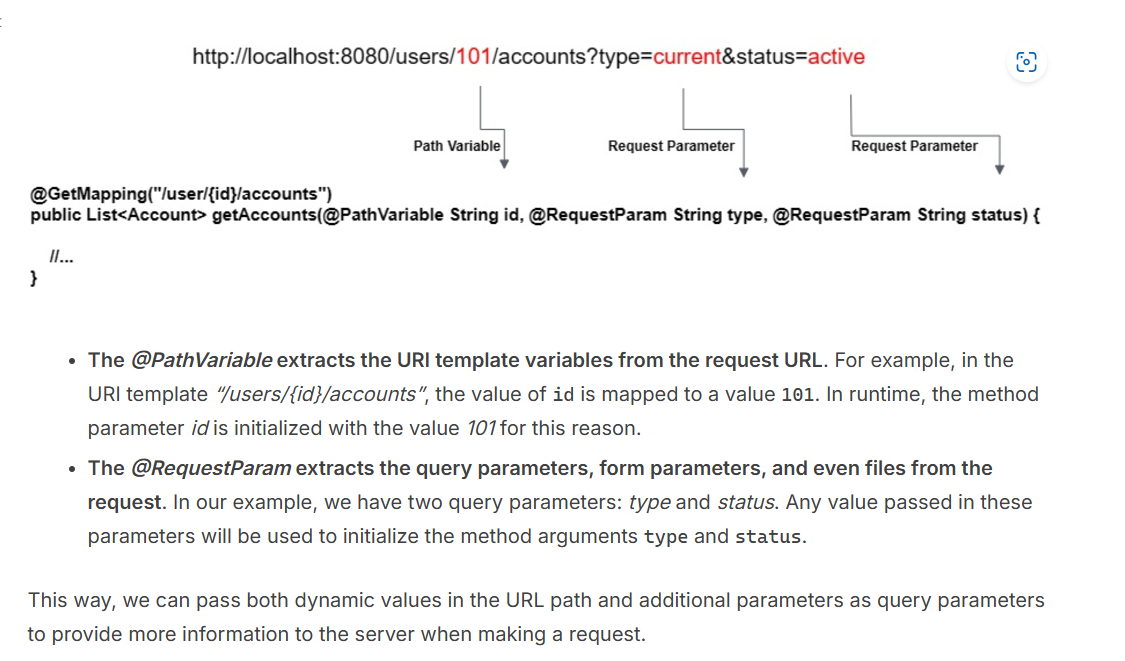 http://localhost:8080/users/101/accounts?type=current&status=active
Path Variable
Request Parameter
Request Parameter
@GetMapping("/user/{id}/accounts")
public List<Account> getAccounts(@PathVariable String id, @RequestParam String type, @RequestParam String status) {
//...
}
• The @PathVariable extracts the URI template variables from the request URL. For example, in the
URI template “/users/{id}/accounts”, the value of id is mapped to a value 101. In runtime, the method
parameter id is initialized with the value 101 for this reason.
• The @RequestParam extracts the query parameters, form parameters, and even files from the
request. In our example, we have two query parameters: type and status. Any value passed in these
parameters will be used to initialize the method arguments type and status.
This way, we can pass both dynamic values in the URL path and additional parameters as query parameters
to provide more information to the server when making a request.